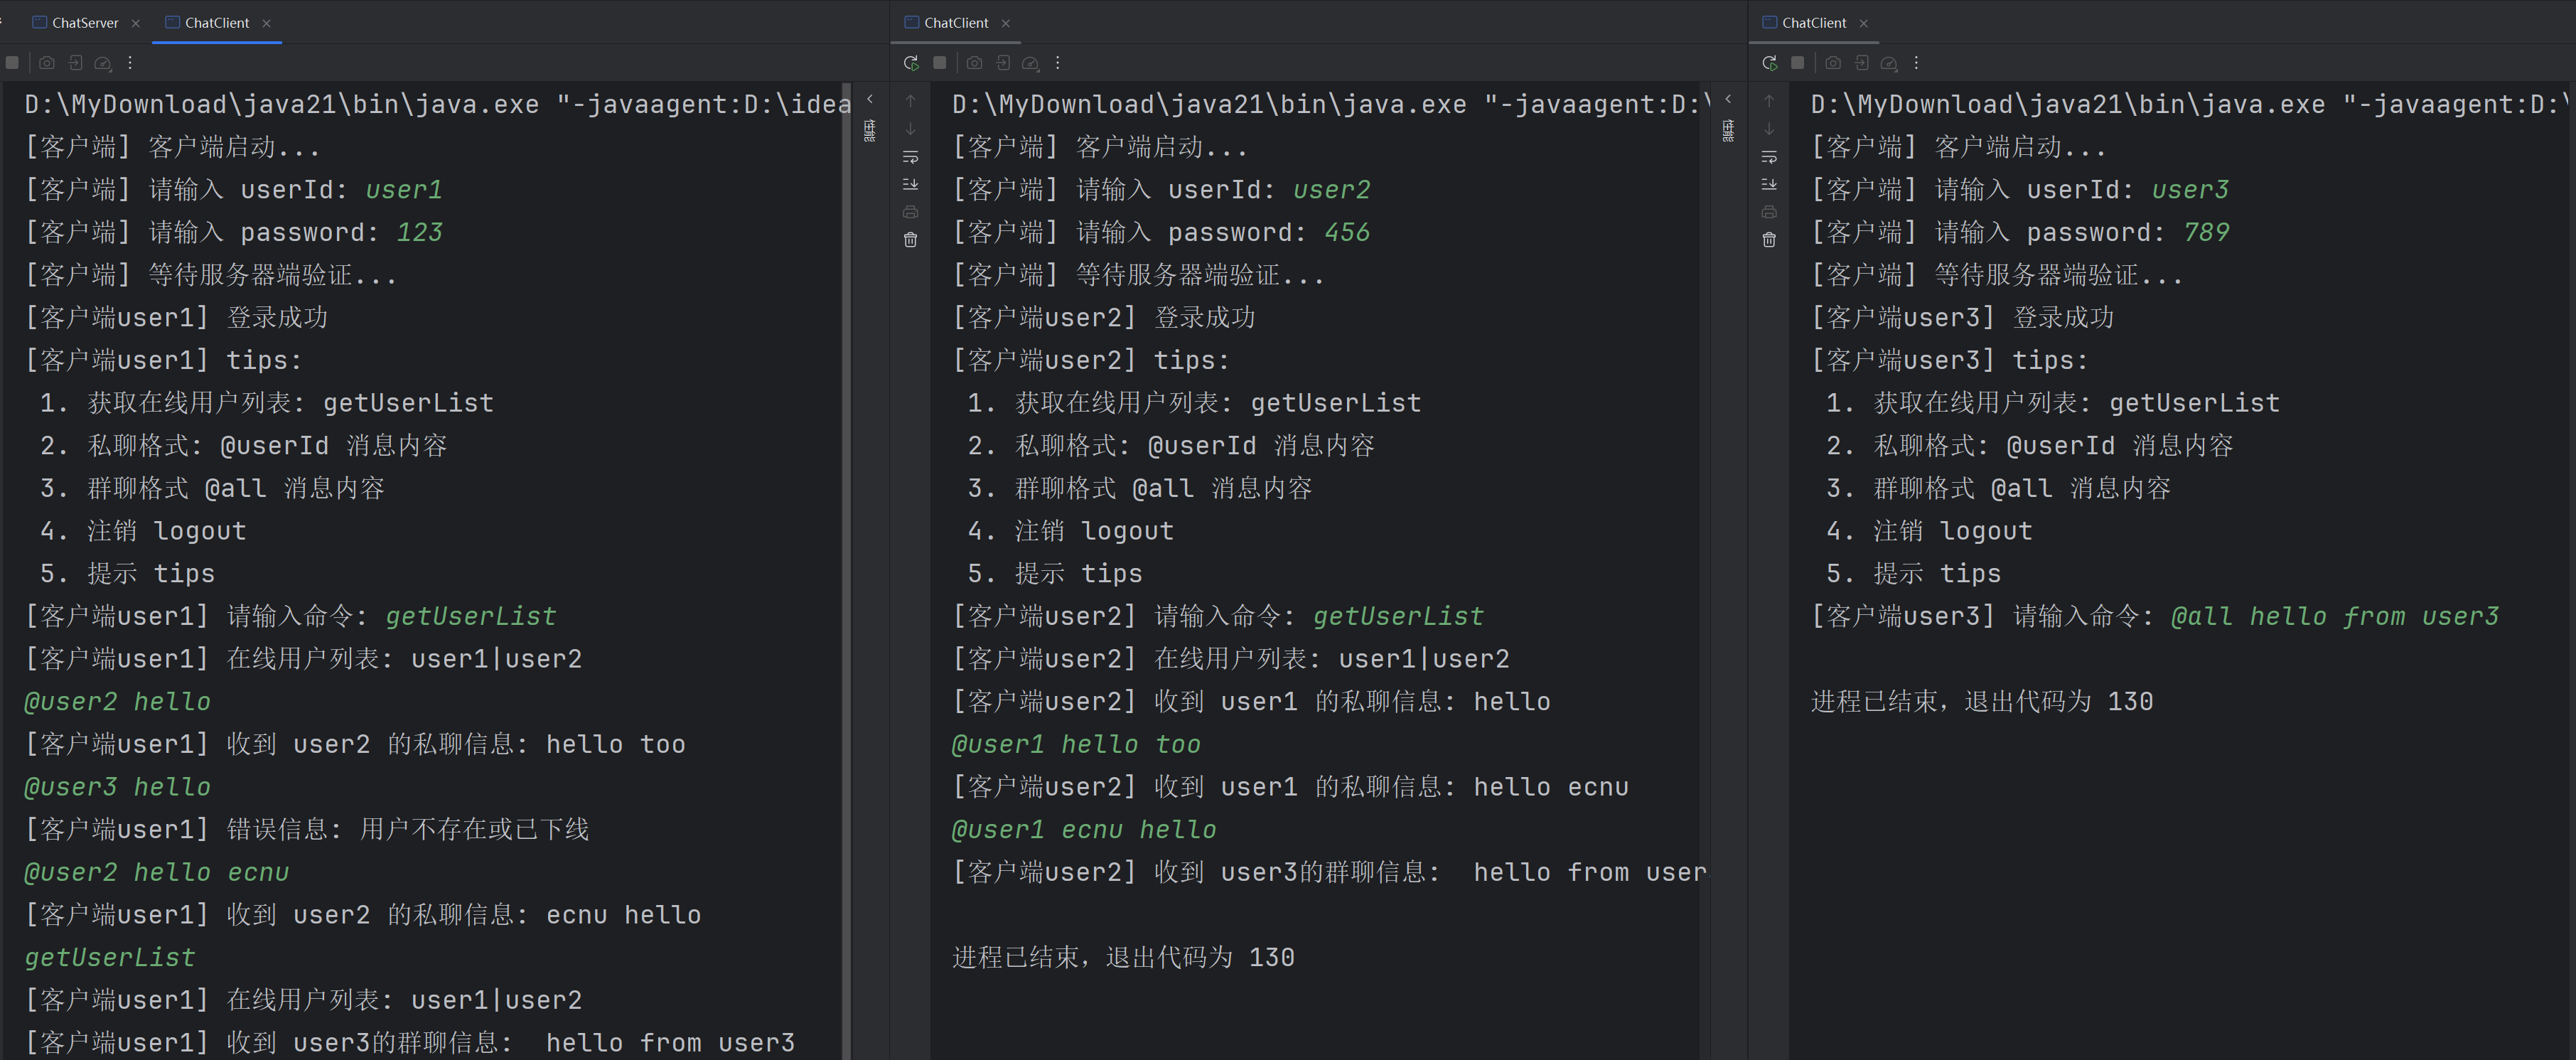 ChatServer
ChatClient
D:\MyDownload\java21\bin\java.exe "-javaagent:D:\idea
[客户端] 客户端启动...
[客户端] 请输入 userId: user1
[客户端] 请输入 password: 123
[客户端] 等待服务器端验证...
[客户端user1] 登录成功
[客户端user1] tips:
1. 获取在线用户列表: getUserList
2. 私聊格式: @userId 消息内容
3. 群聊格式 @all 消息内容
4. 注销 logout
5. 提示 tips
[客户端user1] 请输入命令: getUserList
[客户端user1] 在线用户列表: user1|user2
@user2 hello
[客户端user1] 收到 user2 的私聊信息: hello too
@user3 hello
[客户端user1] 错误信息: 用户不存在或已下线
@user2 hello ecnu
[客户端user1] 收到 user2 的私聊信息: ecnu hello
getUserList
[客户端user1] 在线用户列表: user1|user2
[客户端user1] 收到 user3的群聊信息:  hello from user3
性能
ChatClient
D:\MyDownload\java21\bin\java.exe "-javaagent:D:\
[客户端] 客户端启动...
[客户端] 请输入 userId: user2
[客户端] 请输入 password: 456
[客户端] 等待服务器端验证...
[客户端user2] 登录成功
[客户端user2] tips:
1. 获取在线用户列表: getUserList
2. 私聊格式: @userId 消息内容
3. 群聊格式 @all 消息内容
4. 注销 logout
5. 提示 tips
[客户端user2] 请输入命令: getUserList
[客户端user2] 在线用户列表: user1|user2
[客户端user2] 收到 user1 的私聊信息: hello
@user1 hello too
[客户端user2] 收到 user1 的私聊信息: hello ecnu
@user1 ecnu hello
[客户端user2] 收到 user3的群聊信息:  hello from user
进程已结束，退出代码为 130
性能
ChatClient
D:\MyDownload\java21\bin\java.exe "-javaagent:D:\
[客户端] 客户端启动...
[客户端] 请输入 userId: user3
[客户端] 请输入 password: 789
[客户端] 等待服务器端验证...
[客户端user3] 登录成功
[客户端user3] tips:
1. 获取在线用户列表: getUserList
2. 私聊格式: @userId 消息内容
3. 群聊格式 @all 消息内容
4. 注销 logout
5. 提示 tips
[客户端user3] 请输入命令: @all hello from user3
进程已结束，退出代码为 130